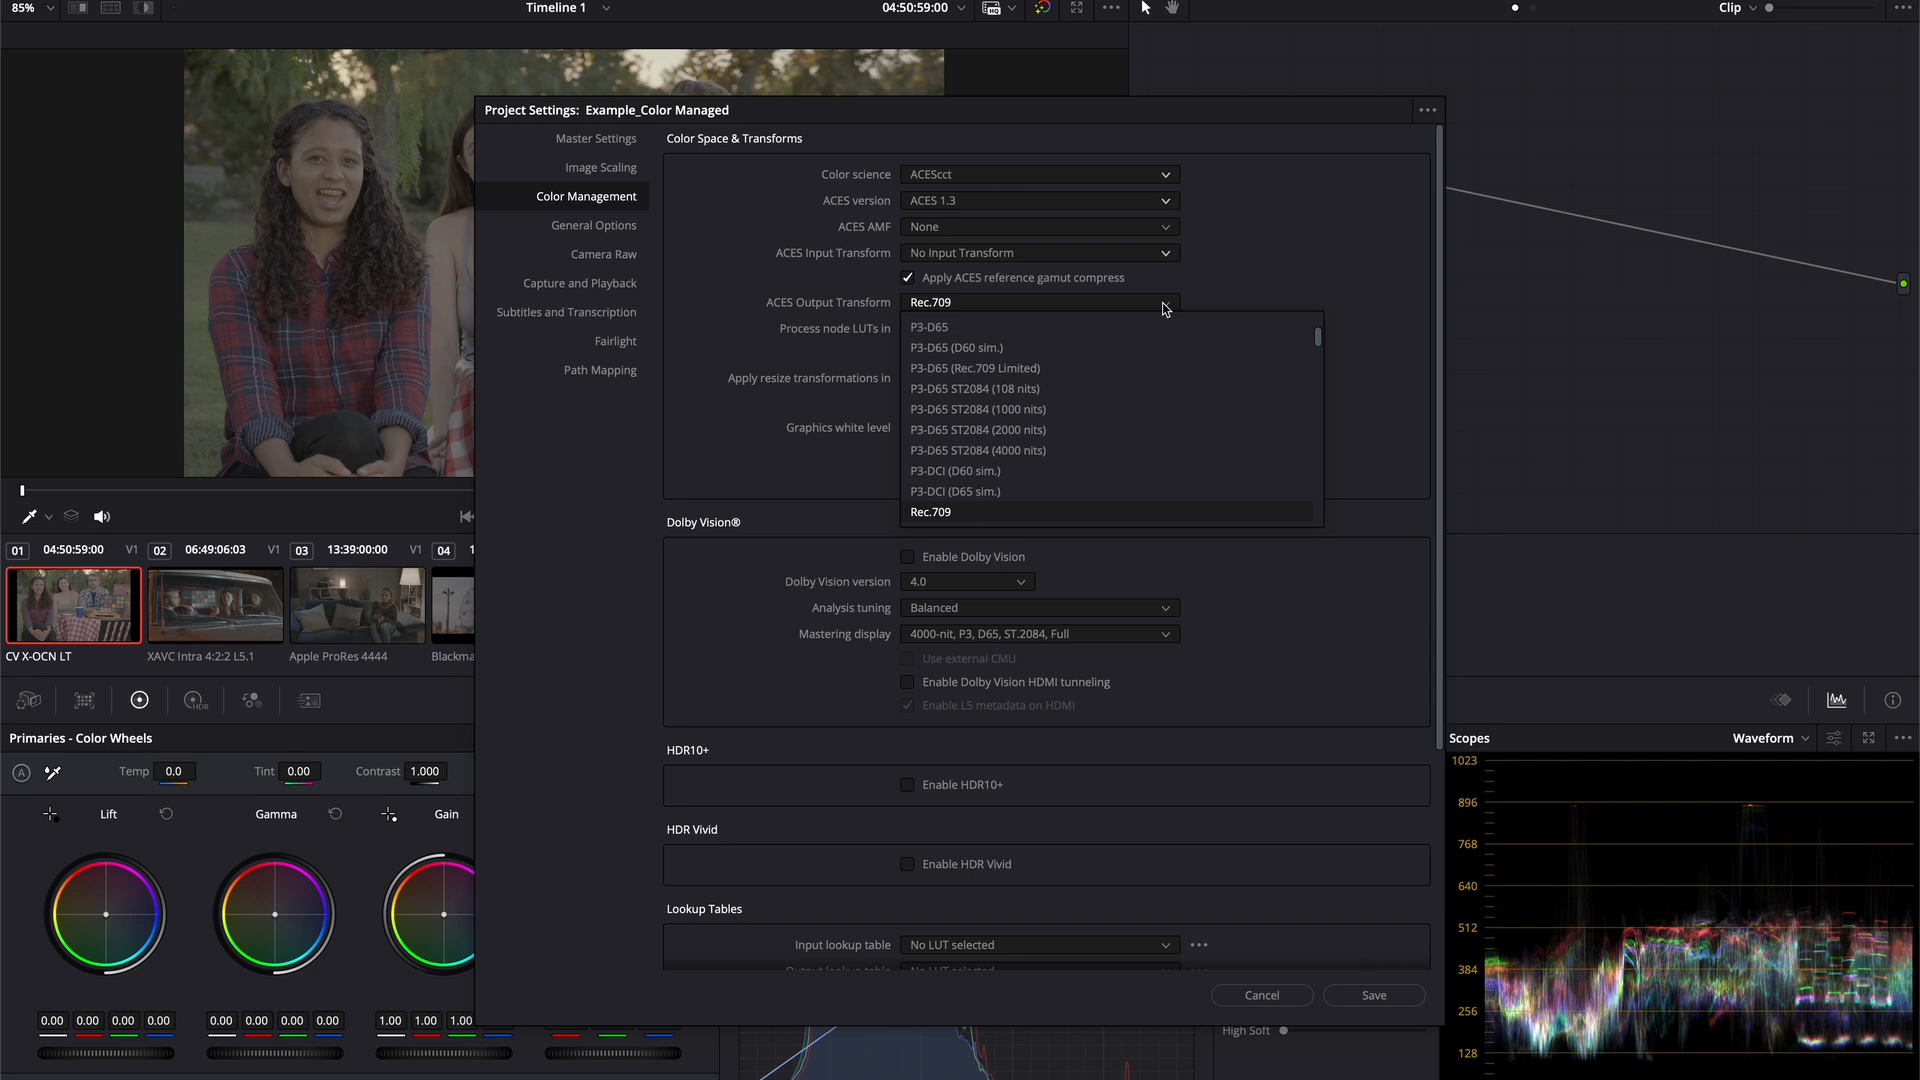 85%
Timeline 1
04:50:59:00
HQ
Clip
Project Settings: Example_Color Managed
Master Settings
Image Scaling
Color Management
General Options
Camera Raw
Capture and Playback
Subtitles and Transcription
Fairlight
Path Mapping
Color Space & Transforms
Color science ACEScct
ACES version ACES 1.3
ACES AMF None
ACES Input Transform No Input Transform
Apply ACES reference gamut compress
ACES Output Transform Rec.709
Process node LUTs in
Apply resize transformations in
Graphics white level
P3-D65
P3-D65 (D60 sim.)
P3-D65 (Rec.709 Limited)
P3-D65 ST2084 (108 nits)
P3-D65 ST2084 (1000 nits)
P3-D65 ST2084 (2000 nits)
P3-D65 ST2084 (4000 nits)
P3-DCI (D60 sim.)
P3-DCI (D65 sim.)
Rec.709
Dolby Vision®
Enable Dolby Vision
Dolby Vision version 4.0
Analysis tuning Balanced
Mastering display 4000-nit, P3, D65, ST.2084, Full
Use external CMU
Enable Dolby Vision HDMI tunneling
Enable L5 metadata on HDMI
HDR10+
Enable HDR10+
HDR Vivid
Enable HDR Vivid
Lookup Tables
Input lookup table No LUT selected
Output lookup table No LUT selected
Cancel Save
01 04:50:59:00 V1 02 06:49:06:03 V1 03 13:39:00:00 V1 04 1
CV X-OCN LT XAVC Intra 4:2:2 L5.1 Apple ProRes 4444 Blackma
HDR
Primaries - Color Wheels
A Temp 0.0 Tint 0.00 Contrast 1.000
Lift Gamma Gain
0.00 0.00 0.00 0.00 0.00 0.00 0.00 0.00 1.00 1.00 1.00
High Soft
Scopes Waveform
1023
896
768
640
512
384
256
128